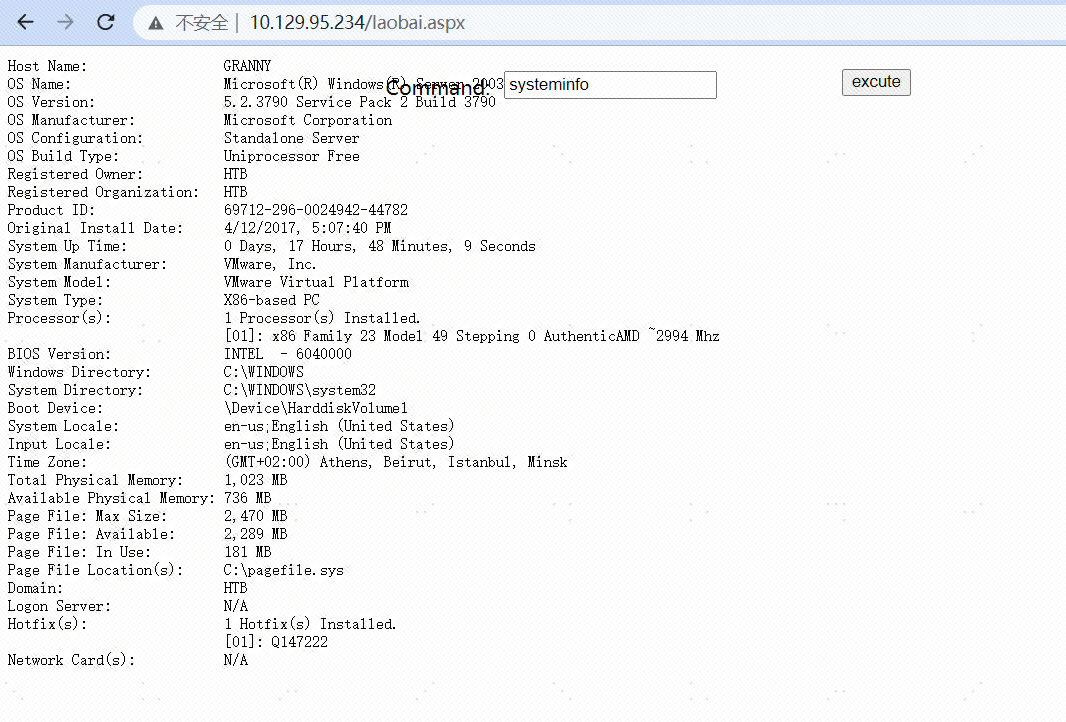 不安全 | 10.129.95.234/laobai.aspx
Host Name: GRANNY
OS Name: Microsoft(R) Windows(R) Server 2003
Command: systeminfo excute
OS Version: 5.2.3790 Service Pack 2 Build 3790
OS Manufacturer: Microsoft Corporation
OS Configuration: Standalone Server
OS Build Type: Uniprocessor Free
Registered Owner: HTB
Registered Organization: HTB
Product ID: 69712-296-0024942-44782
Original Install Date: 4/12/2017, 5:07:40 PM
System Up Time: 0 Days, 17 Hours, 48 Minutes, 9 Seconds
System Manufacturer: VMware, Inc.
System Model: VMware Virtual Platform
System Type: X86-based PC
Processor(s): 1 Processor(s) Installed.
[01]: x86 Family 23 Model 49 Stepping 0 AuthenticAMD ~2994 Mhz
BIOS Version: INTEL  - 6040000
Windows Directory: C:\WINDOWS
System Directory: C:\WINDOWS\system32
Boot Device: \Device\HarddiskVolume1
System Locale: en-us;English (United States)
Input Locale: en-us;English (United States)
Time Zone: (GMT+02:00) Athens, Beirut, Istanbul, Minsk
Total Physical Memory: 1,023 MB
Available Physical Memory: 736 MB
Page File: Max Size: 2,470 MB
Page File: Available: 2,289 MB
Page File: In Use: 181 MB
Page File Location(s): C:\pagefile.sys
Domain: HTB
Logon Server: N/A
Hotfix(s): 1 Hotfix(s) Installed.
[01]: Q147222
Network Card(s): N/A